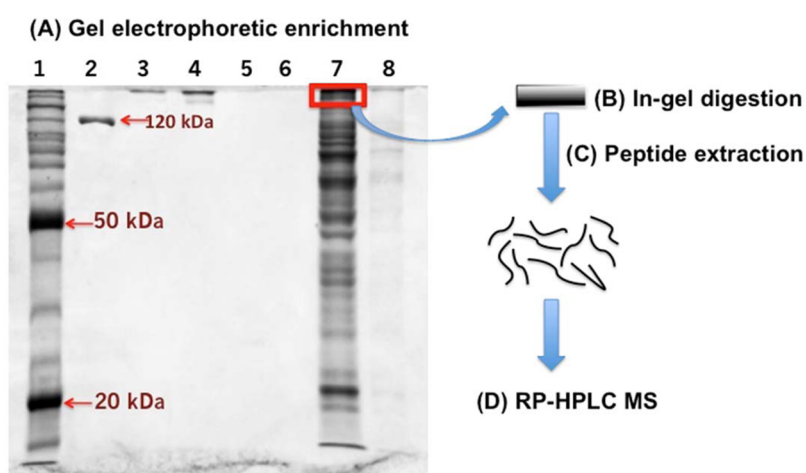 (A) Gel electrophoretic enrichment
1 2 3 4 5 6 7 8
120 kDa
50 kDa
20 kDa
(B) In-gel digestion
(C) Peptide extraction
(D) RP-HPLC MS